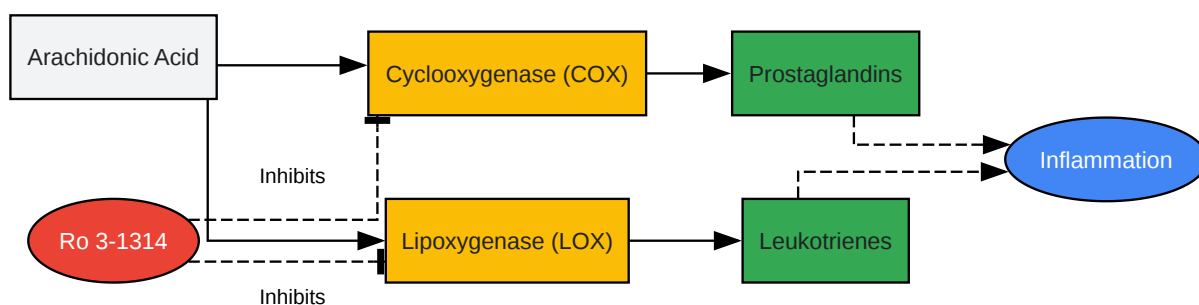 Arachidonic Acid
Cyclooxygenase (COX)
Prostaglandins
Inflammation
Inhibits
Ro 3-1314
Lipoxygenase (LOX)
Leukotrienes
Inhibits